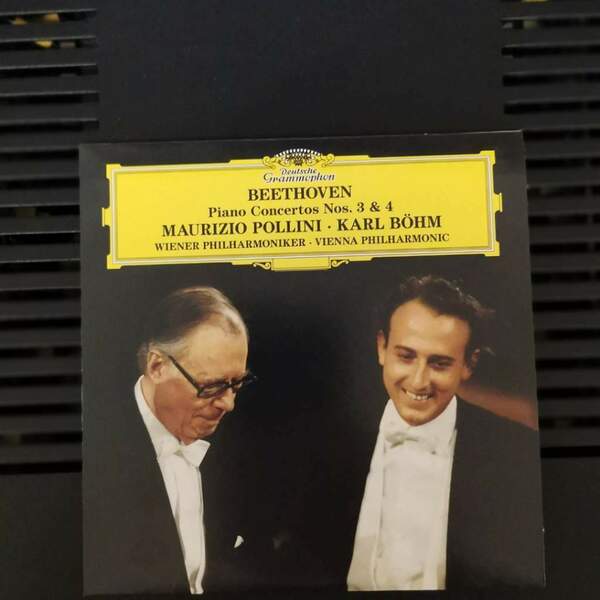 Deutsche
Grammophon
BEETHOVEN
Piano Concertos Nos. 3 & 4
MAURIZIO POLLINI · KARL BÖHM
WIENER PHILHARMONIKER · VIENNA PHILHARMONIC